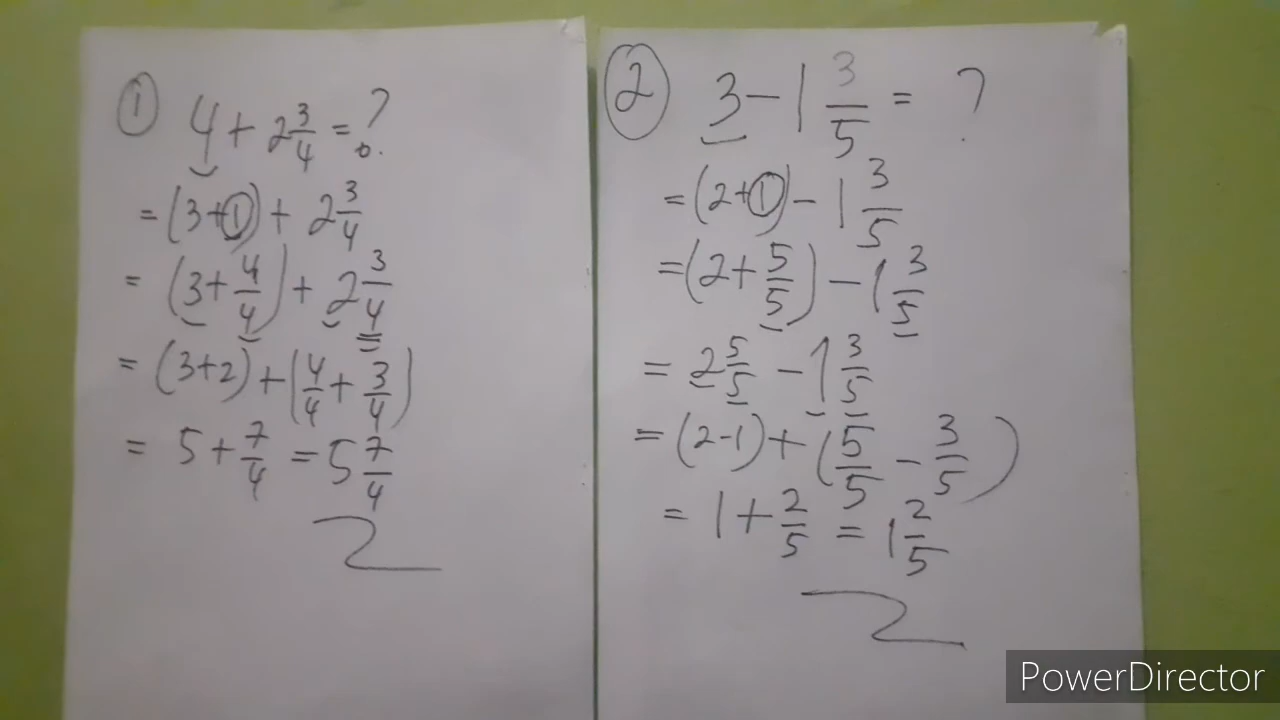 ① 4 + 2 3/4 = ?
= (3+①) + 2 3/4
= (3 + 4/4) + 2 3/4
= (3+2) + (4/4 + 3/4)
= 5 + 7/4 = 5 7/4
② 3 - 1 3/5 = ?
= (2+①) - 1 3/5
= (2 + 5/5) - 1 3/5
= 2 5/5 - 1 3/5
= (2-1) + (5/5 - 3/5)
= 1 + 2/5 = 1 2/5
PowerDirector